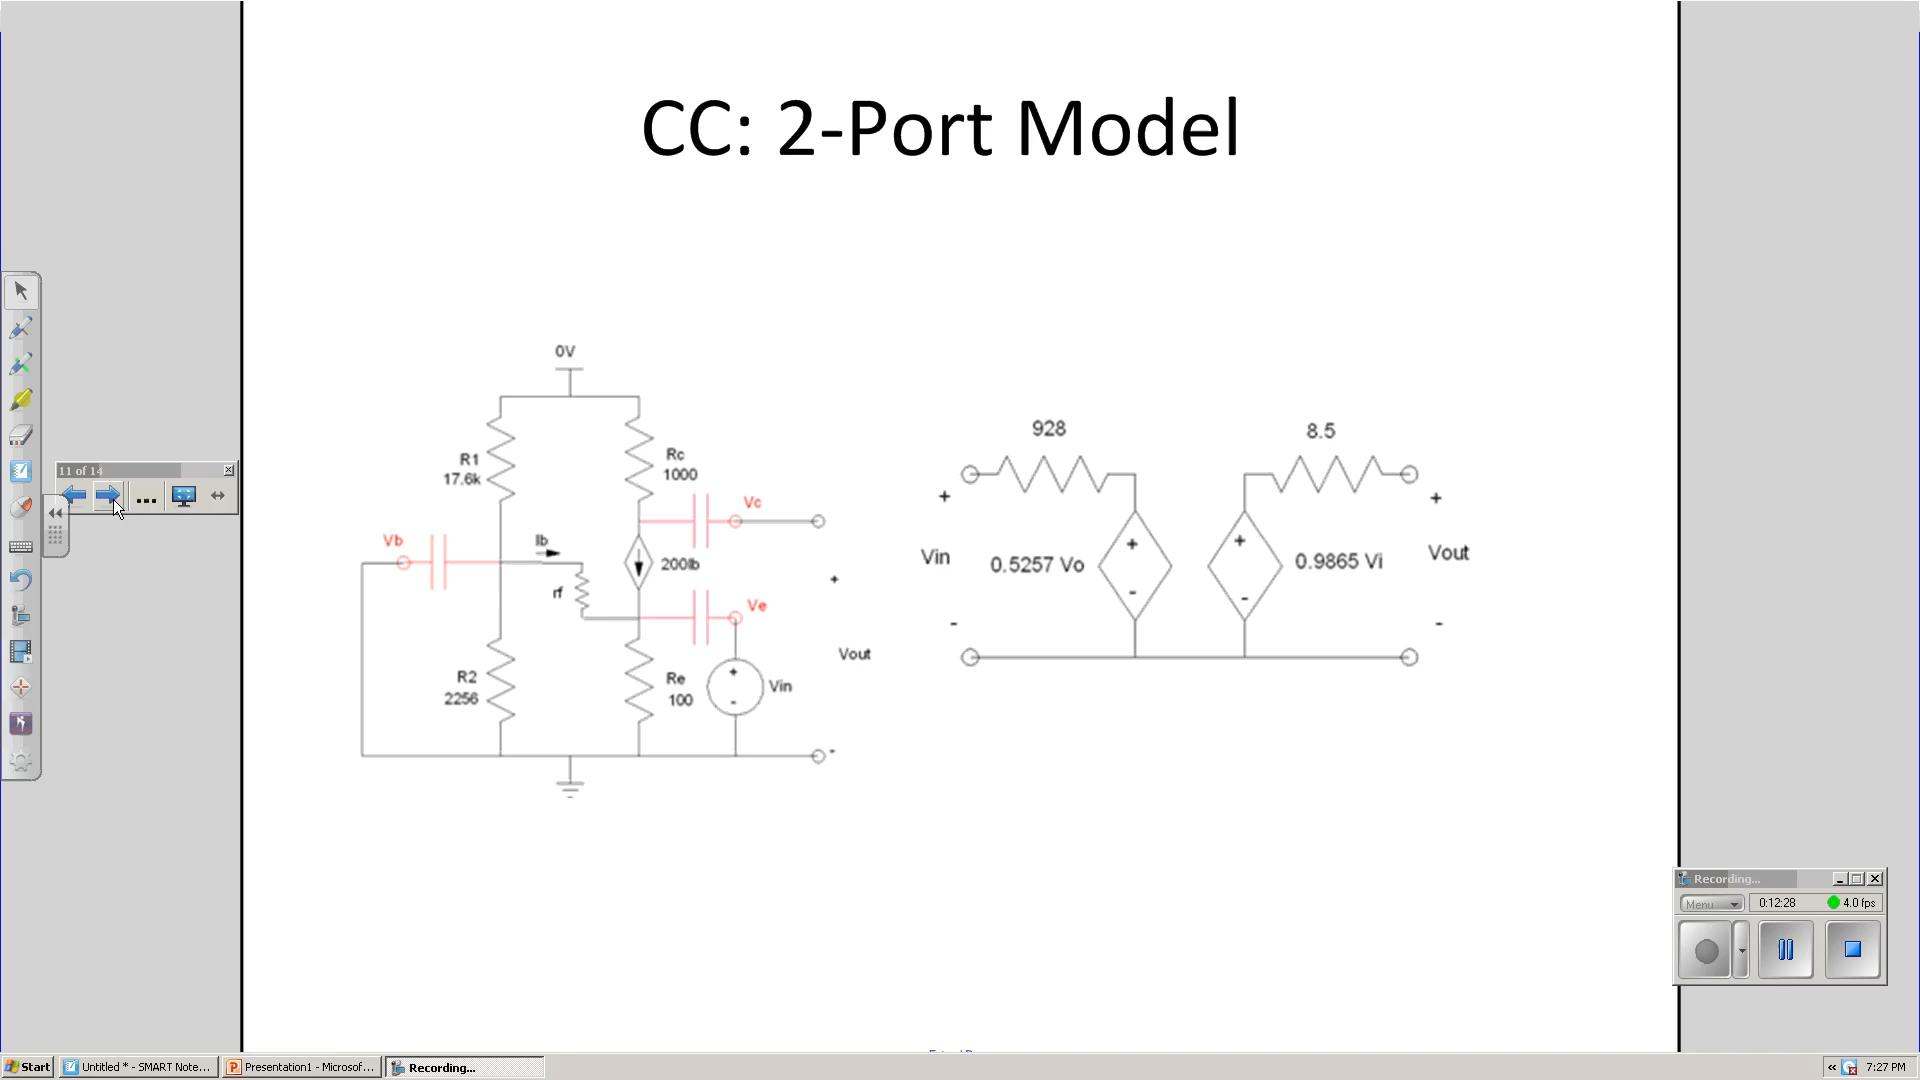 CC: 2-Port Model
0V
R1
17.6k
Rc
1000
Vc
Vb
Ib
200Ib
rf
Ve
+
Vout
R2
2256
Re
100
+
-
Vin
-
928
8.5
+
+
Vin
0.5257 Vo
+
-
+
-
0.9865 Vi
Vout
-
-
11 of 14
Recording...
Menu
0:12:28
4.0 fps
Start
Untitled * - SMART Note...
Presentation1 - Microsof...
Recording...
7:27 PM